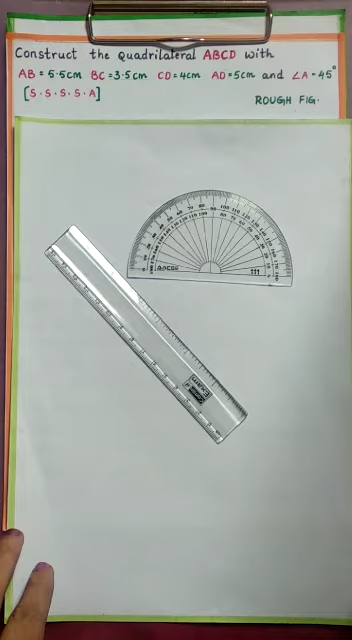 Construct the Quadrilateral ABCD with
AB = 5.5cm BC = 3.5cm CD = 4cm AD = 5cm and ∠A = 45°
[S.S.S.S.A]
ROUGH FIG.